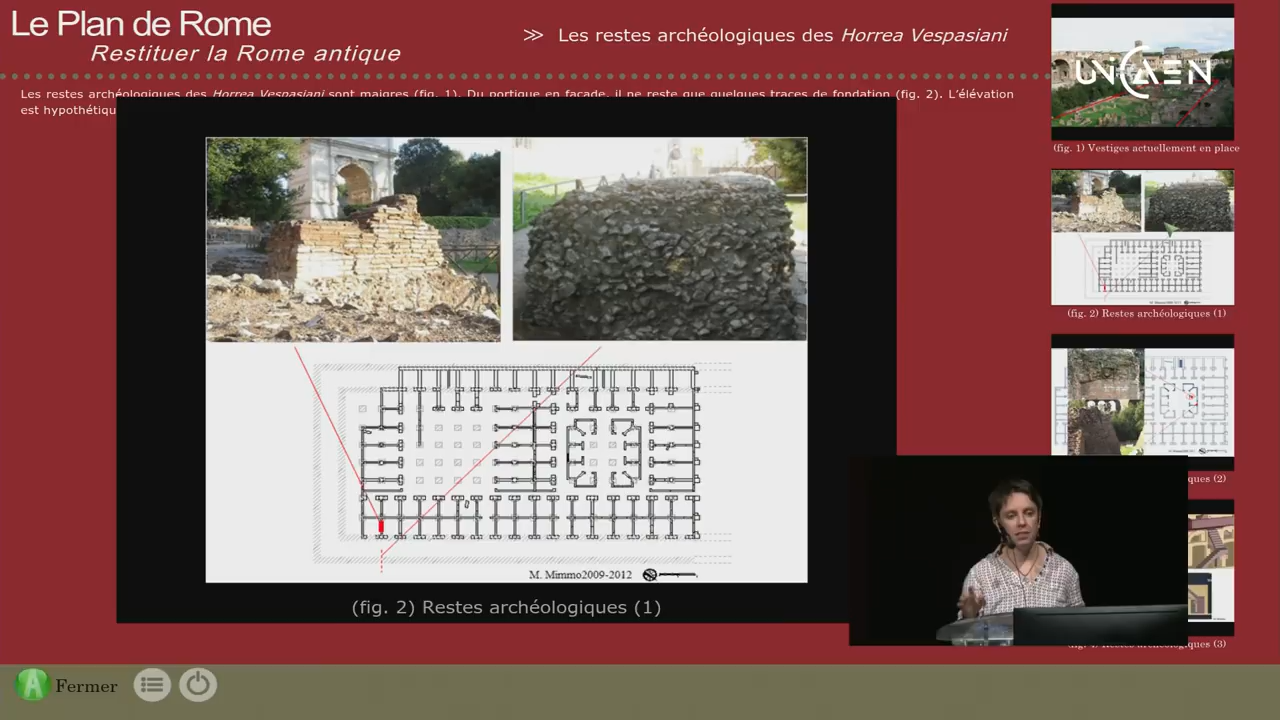 Le Plan de Rome
Restituer la Rome antique
≫ Les restes archéologiques des Horrea Vespasiani
Les restes archéologiques des Horrea Vespasiani sont maigres (fig. 1). Du portique en façade, il ne reste que quelques traces de fondation (fig. 2). L'élévation
est
UNICAEN
(fig. 1) Vestiges actuellement en place
(fig. 2) Restes archéologiques (1)
(2)
(3)
M. Mimmo2009-2012
(fig. 2) Restes archéologiques (1)
A Fermer